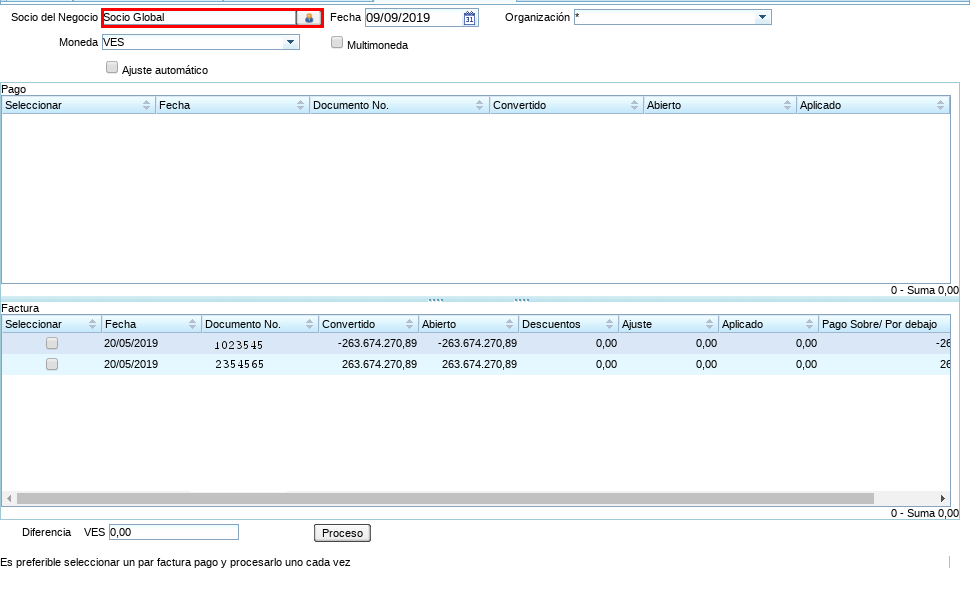 Socio del Negocio Socio Global Fecha 09/09/2019 31 Organización *
Moneda VES Multimoneda
Ajuste automático
Pago
Seleccionar Fecha Documento No. Convertido Abierto Aplicado
0 - Suma 0,00
Factura
Seleccionar Fecha Documento No. Convertido Abierto Descuentos Ajuste Aplicado Pago Sobre/ Por debajo
20/05/2019 1023545 -263.674.270,89 -263.674.270,89 0,00 0,00 0,00 -26
20/05/2019 2354565 263.674.270,89 263.674.270,89 0,00 0,00 0,00 26
0 - Suma 0,00
Diferencia VES 0,00 Proceso
Es preferible seleccionar un par factura pago y procesarlo uno cada vez